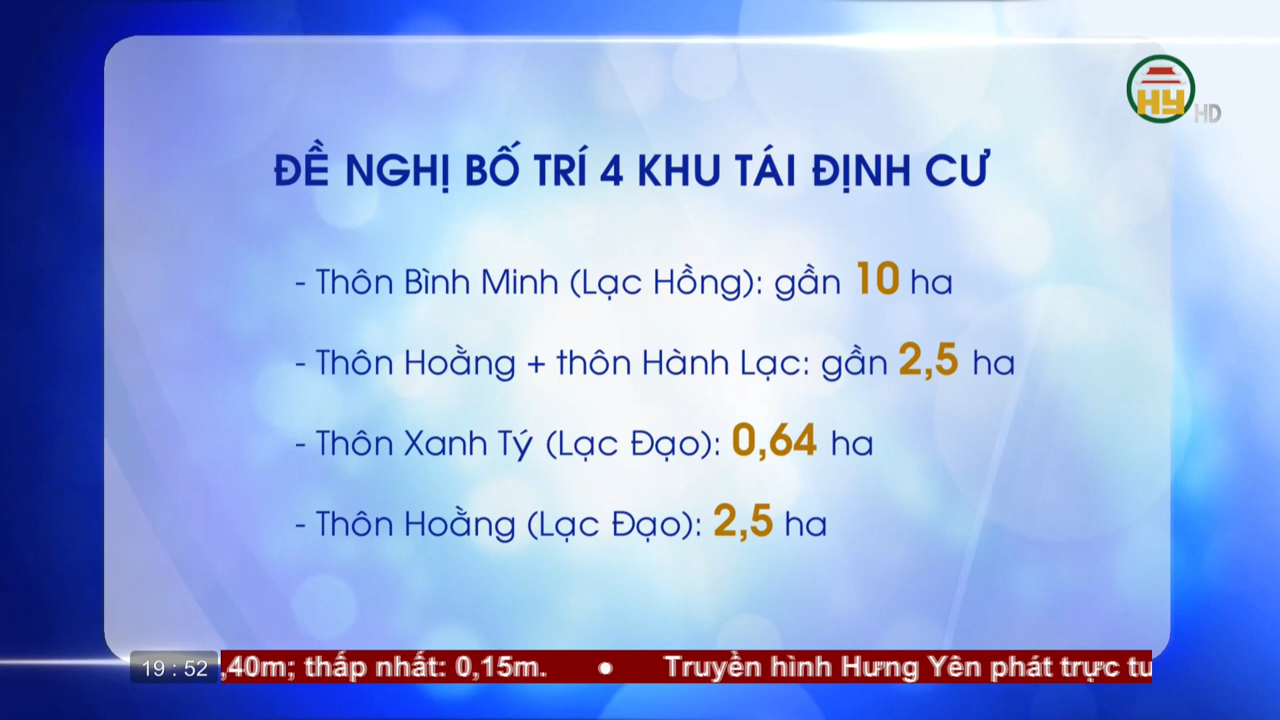 HY HD
ĐỀ NGHỊ BỐ TRÍ 4 KHU TÁI ĐỊNH CƯ
- Thôn Bình Minh (Lạc Hồng): gần 10 ha
- Thôn Hoằng + thôn Hành Lạc: gần 2,5 ha
- Thôn Xanh Tý (Lạc Đạo): 0,64 ha
- Thôn Hoằng (Lạc Đạo): 2,5 ha
19 : 52 ,40m; thấp nhất: 0,15m. • Truyền hình Hưng Yên phát trực tu